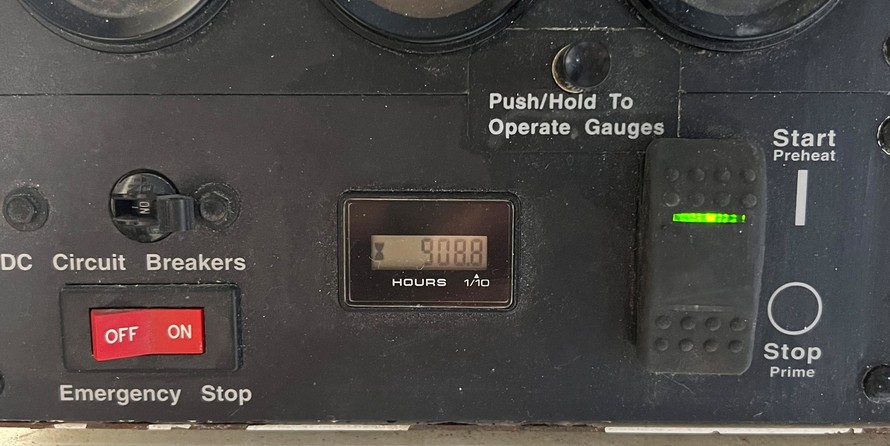 Push/Hold To
Operate Gauges
Start
Preheat
ON
DC Circuit Breakers
908.8
HOURS 1/10
OFF ON
Stop
Prime
Emergency Stop